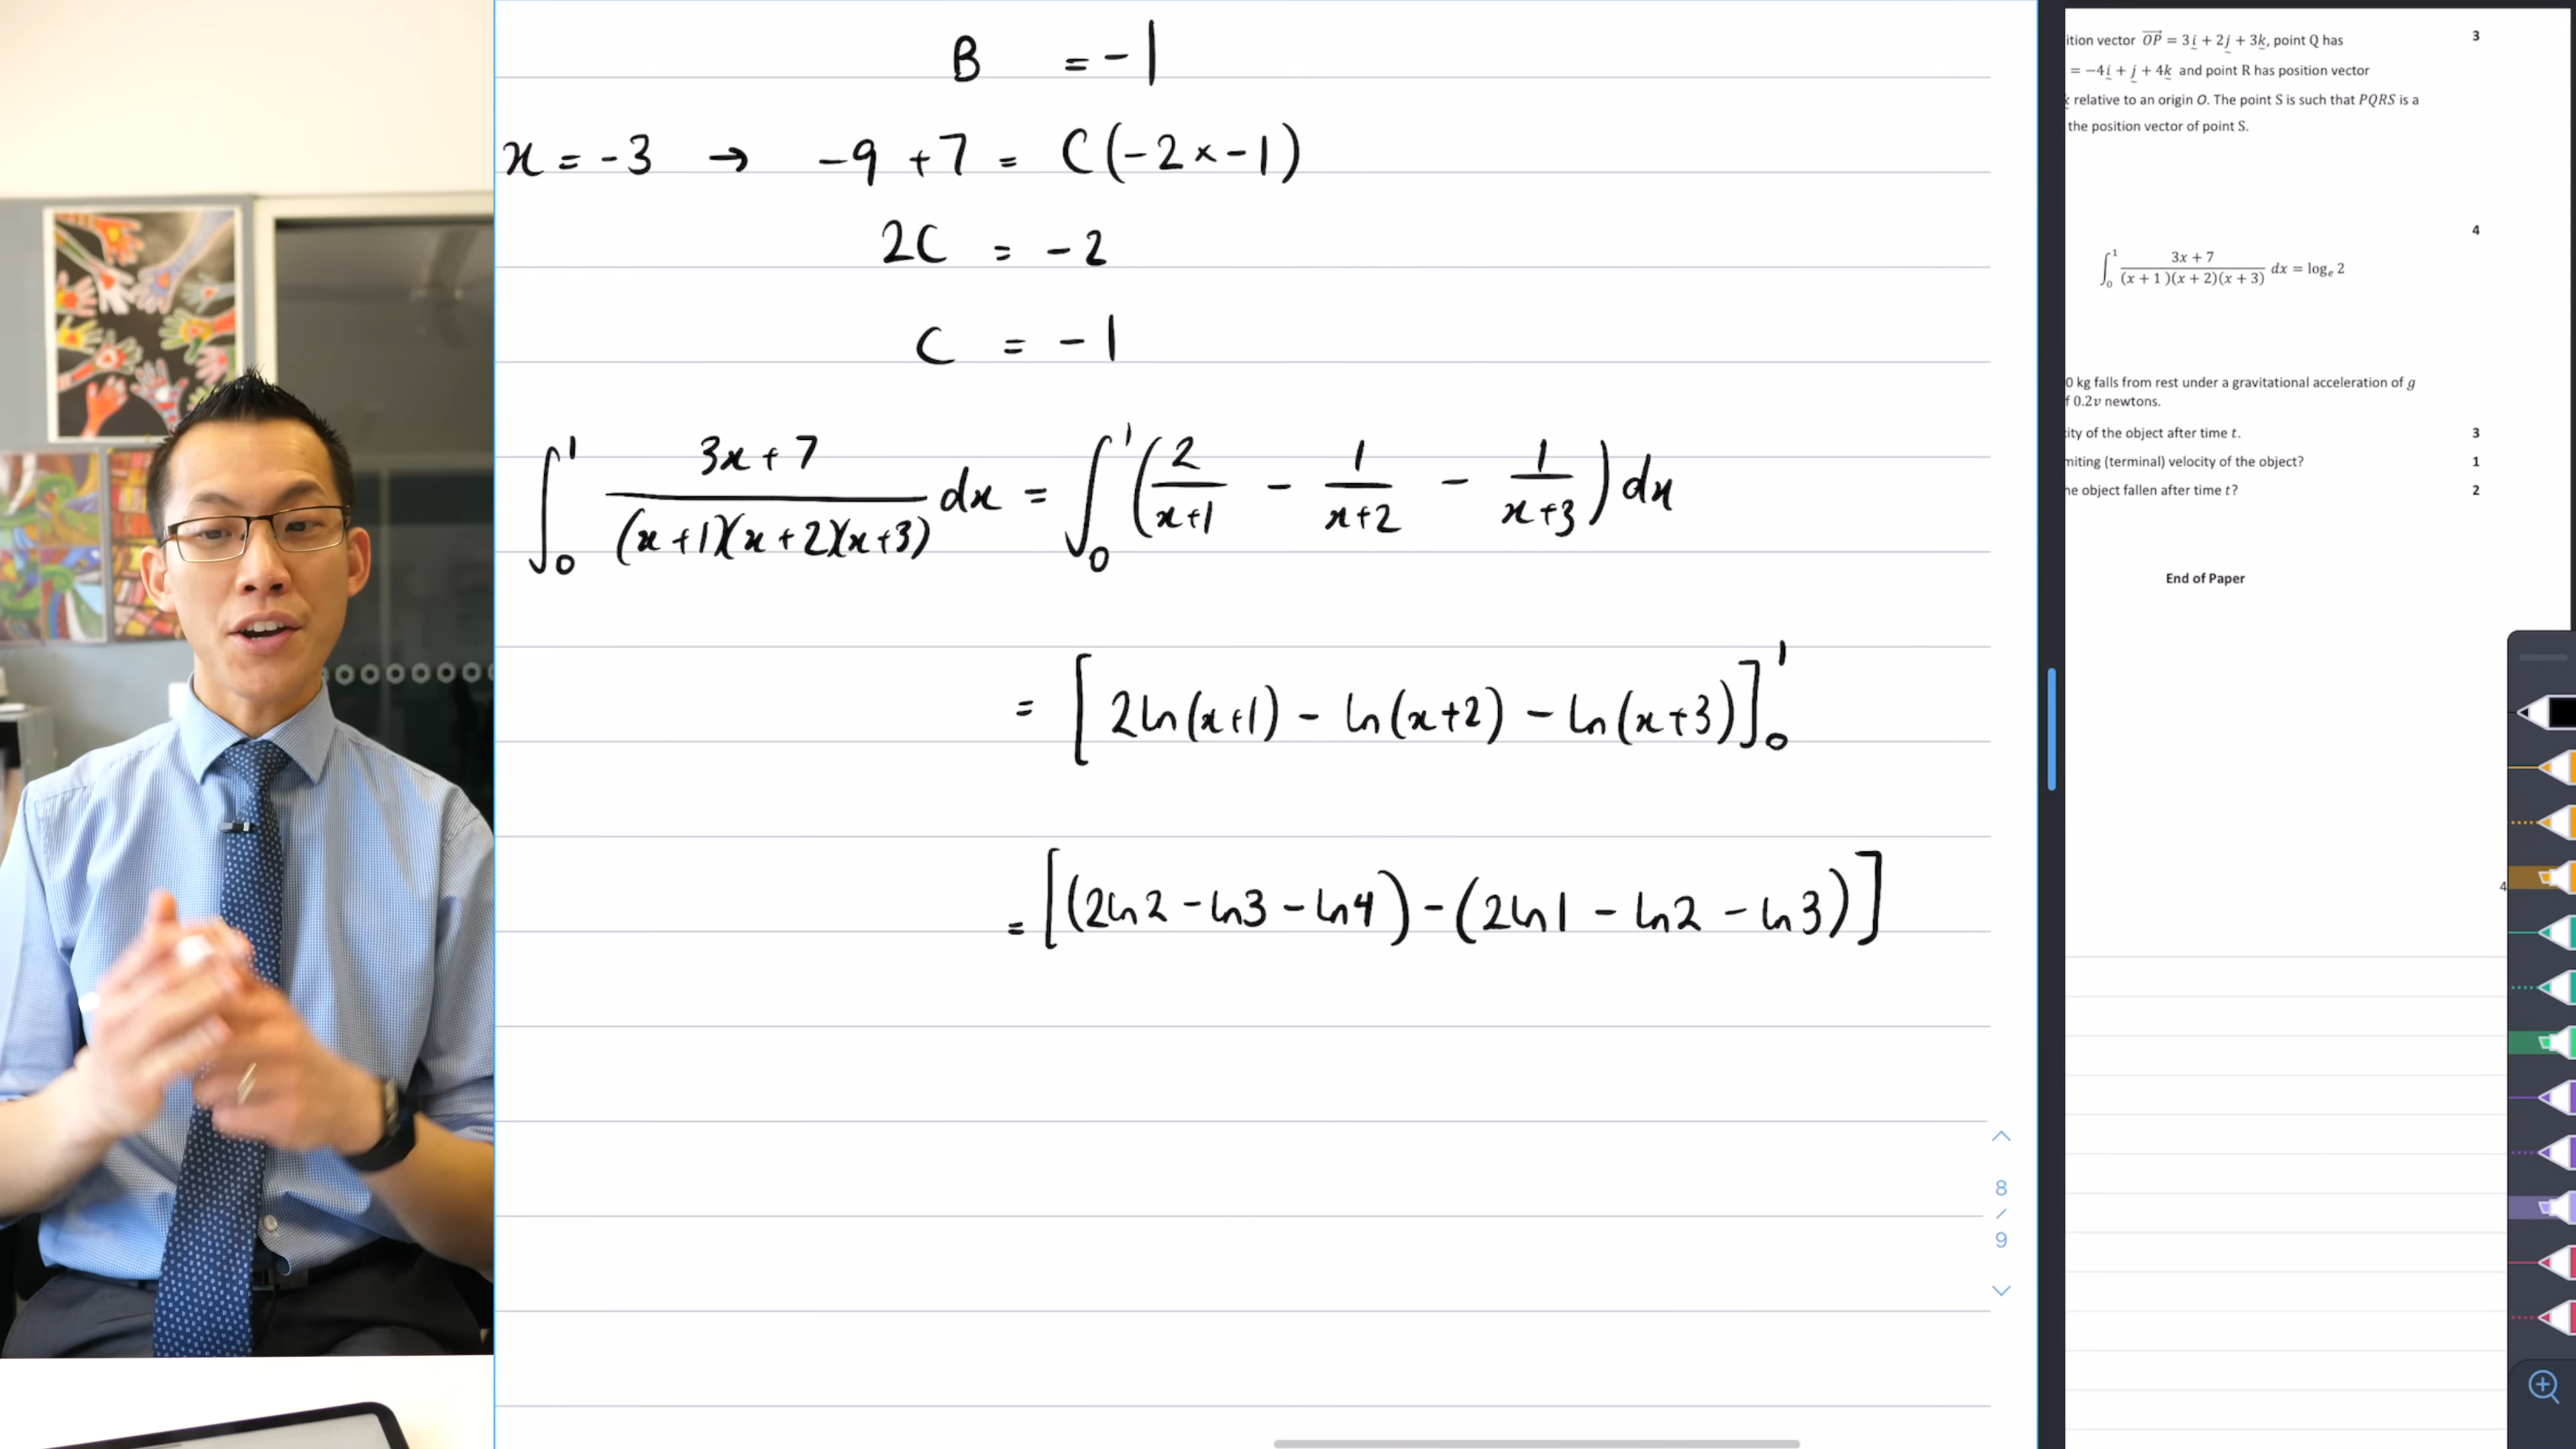 B = -1
x = -3 → -9 + 7 = C(-2 × -1)
2C = -2
C = -1
∫₀¹ (3x + 7)/((x+1)(x+2)(x+3)) dx = ∫₀¹ (2/(x+1) - 1/(x+2) - 1/(x+3)) dx
= [2ln(x+1) - ln(x+2) - ln(x+3)]₀¹
= [(2ln2 - ln3 - ln4) - (2ln1 - ln2 - ln3)]
8
/
9
ition vector OP = 3i + 2j + 3k, point Q has 3
= −4i + j + 4k and point R has position vector
k relative to an origin O. The point S is such that PQRS is a
the position vector of point S.
4
∫₀¹ (3x + 7)/((x + 1)(x + 2)(x + 3)) dx = logₑ 2
0 kg falls from rest under a gravitational acceleration of g
f 0.2v newtons.
ity of the object after time t. 3
miting (terminal) velocity of the object? 1
he object fallen after time t? 2
End of Paper
4